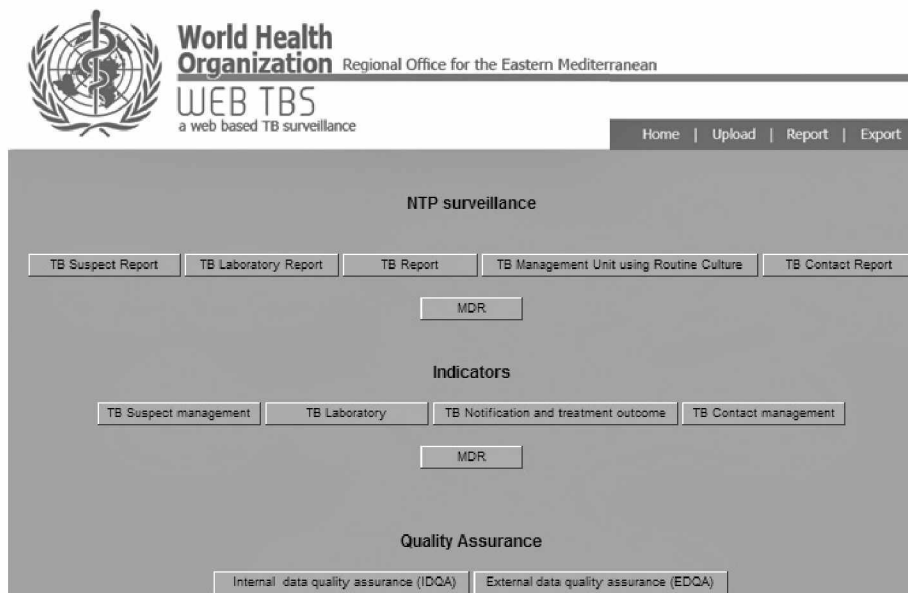 World Health
Organization Regional Office for the Eastern Mediterranean
WEB TBS
a web based TB surveillance
Home | Upload | Report | Export
NTP surveillance
TB Suspect Report TB Laboratory Report TB Report TB Management Unit using Routine Culture TB Contact Report
MDR
Indicators
TB Suspect management TB Laboratory TB Notification and treatment outcome TB Contact management
MDR
Quality Assurance
Internal data quality assurance (IDQA) External data quality assurance (EDQA)